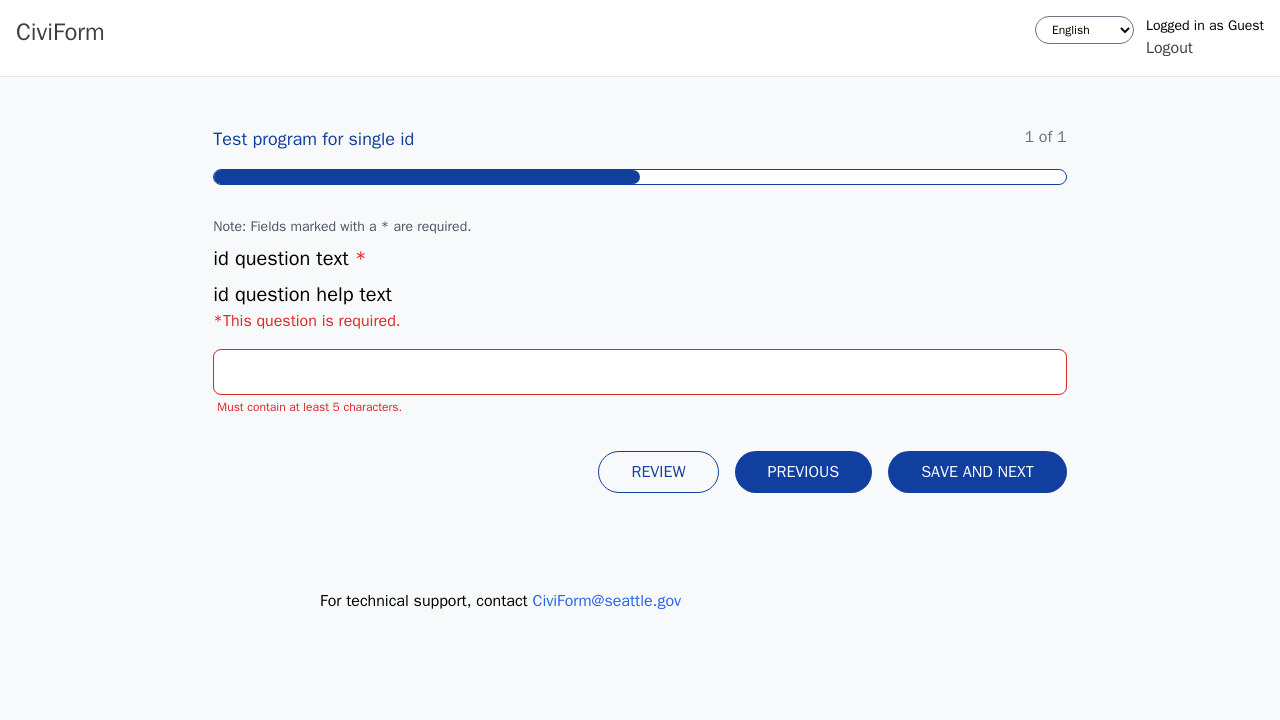 CiviForm
English
Logged in as Guest
Logout
Test program for single id
1 of 1
Note: Fields marked with a * are required.
id question text *
id question help text
*This question is required.
Must contain at least 5 characters.
REVIEW
PREVIOUS
SAVE AND NEXT
For technical support, contact CiviForm@seattle.gov